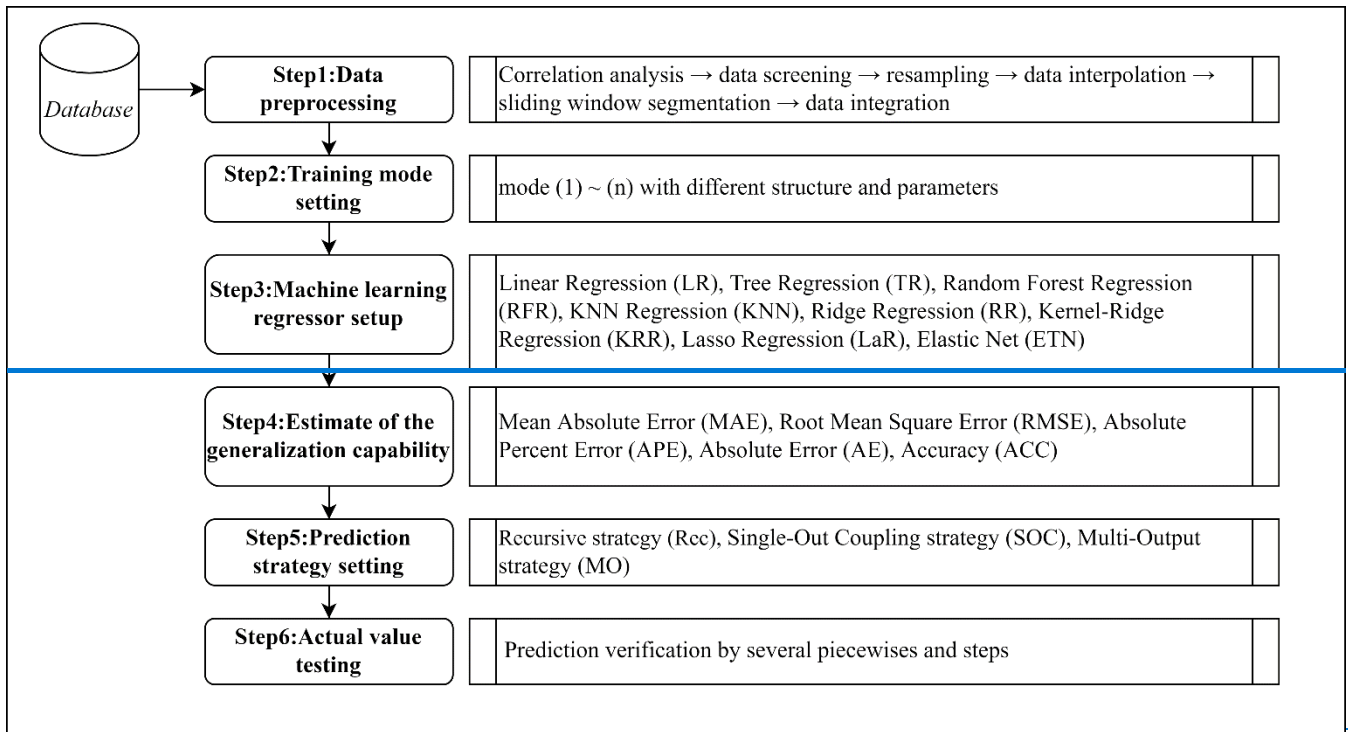 Database
Step1:Data
preprocessing
Correlation analysis → data screening → resampling → data interpolation →
sliding window segmentation → data integration
Step2:Training mode
setting
mode (1) ~ (n) with different structure and parameters
Step3:Machine learning
regressor setup
Linear Regression (LR), Tree Regression (TR), Random Forest Regression
(RFR), KNN Regression (KNN), Ridge Regression (RR), Kernel-Ridge
Regression (KRR), Lasso Regression (LaR), Elastic Net (ETN)
Step4:Estimate of the
generalization capability
Mean Absolute Error (MAE), Root Mean Square Error (RMSE), Absolute
Percent Error (APE), Absolute Error (AE), Accuracy (ACC)
Step5:Prediction
strategy setting
Recursive strategy (Rec), Single-Out Coupling strategy (SOC), Multi-Output
strategy (MO)
Step6:Actual value
testing
Prediction verification by several piecewises and steps